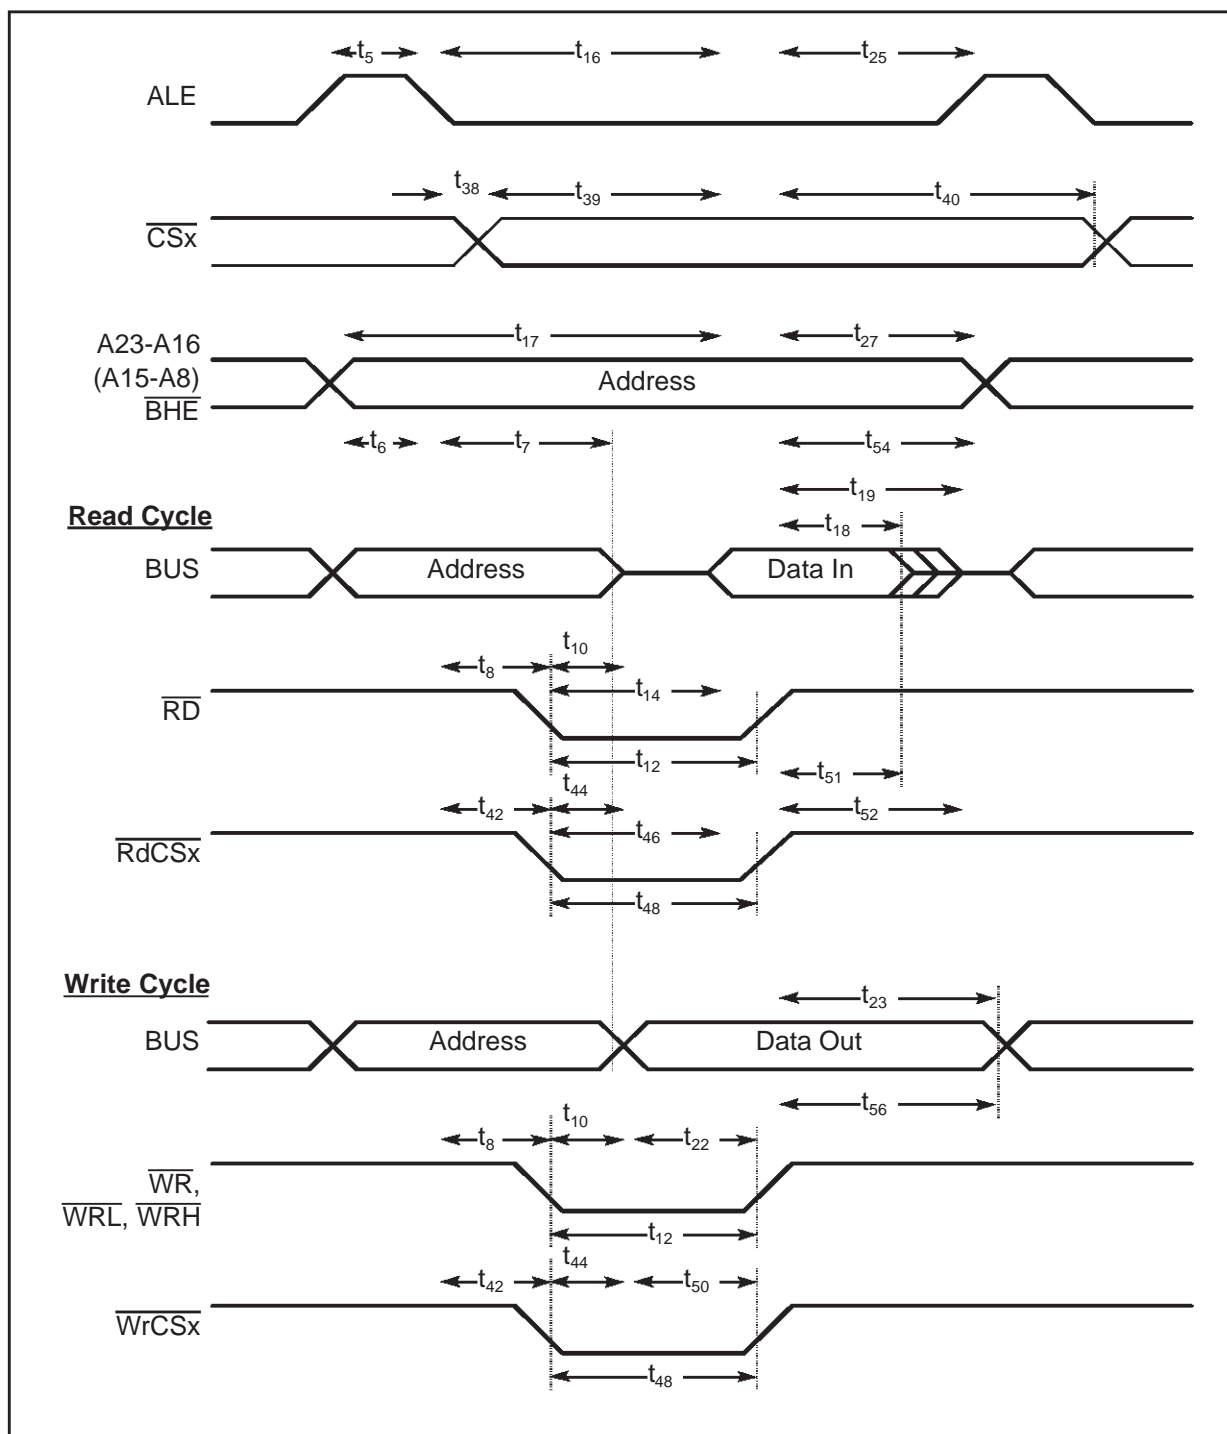 t5 t16 t25
ALE
t38 t39 t40
CSx
t17 t27
A23-A16
(A15-A8) Address
BHE
t6 t7 t54
t19
Read Cycle
t18
BUS Address Data In
t10
t8
t14
RD
t12 t51
t44
t42 t52
t46
RdCSx
t48
Write Cycle
t23
BUS Address Data Out
t56
t10
t8 t22
WR,
WRL, WRH
t12
t44
t42 t50
WrCSx
t48